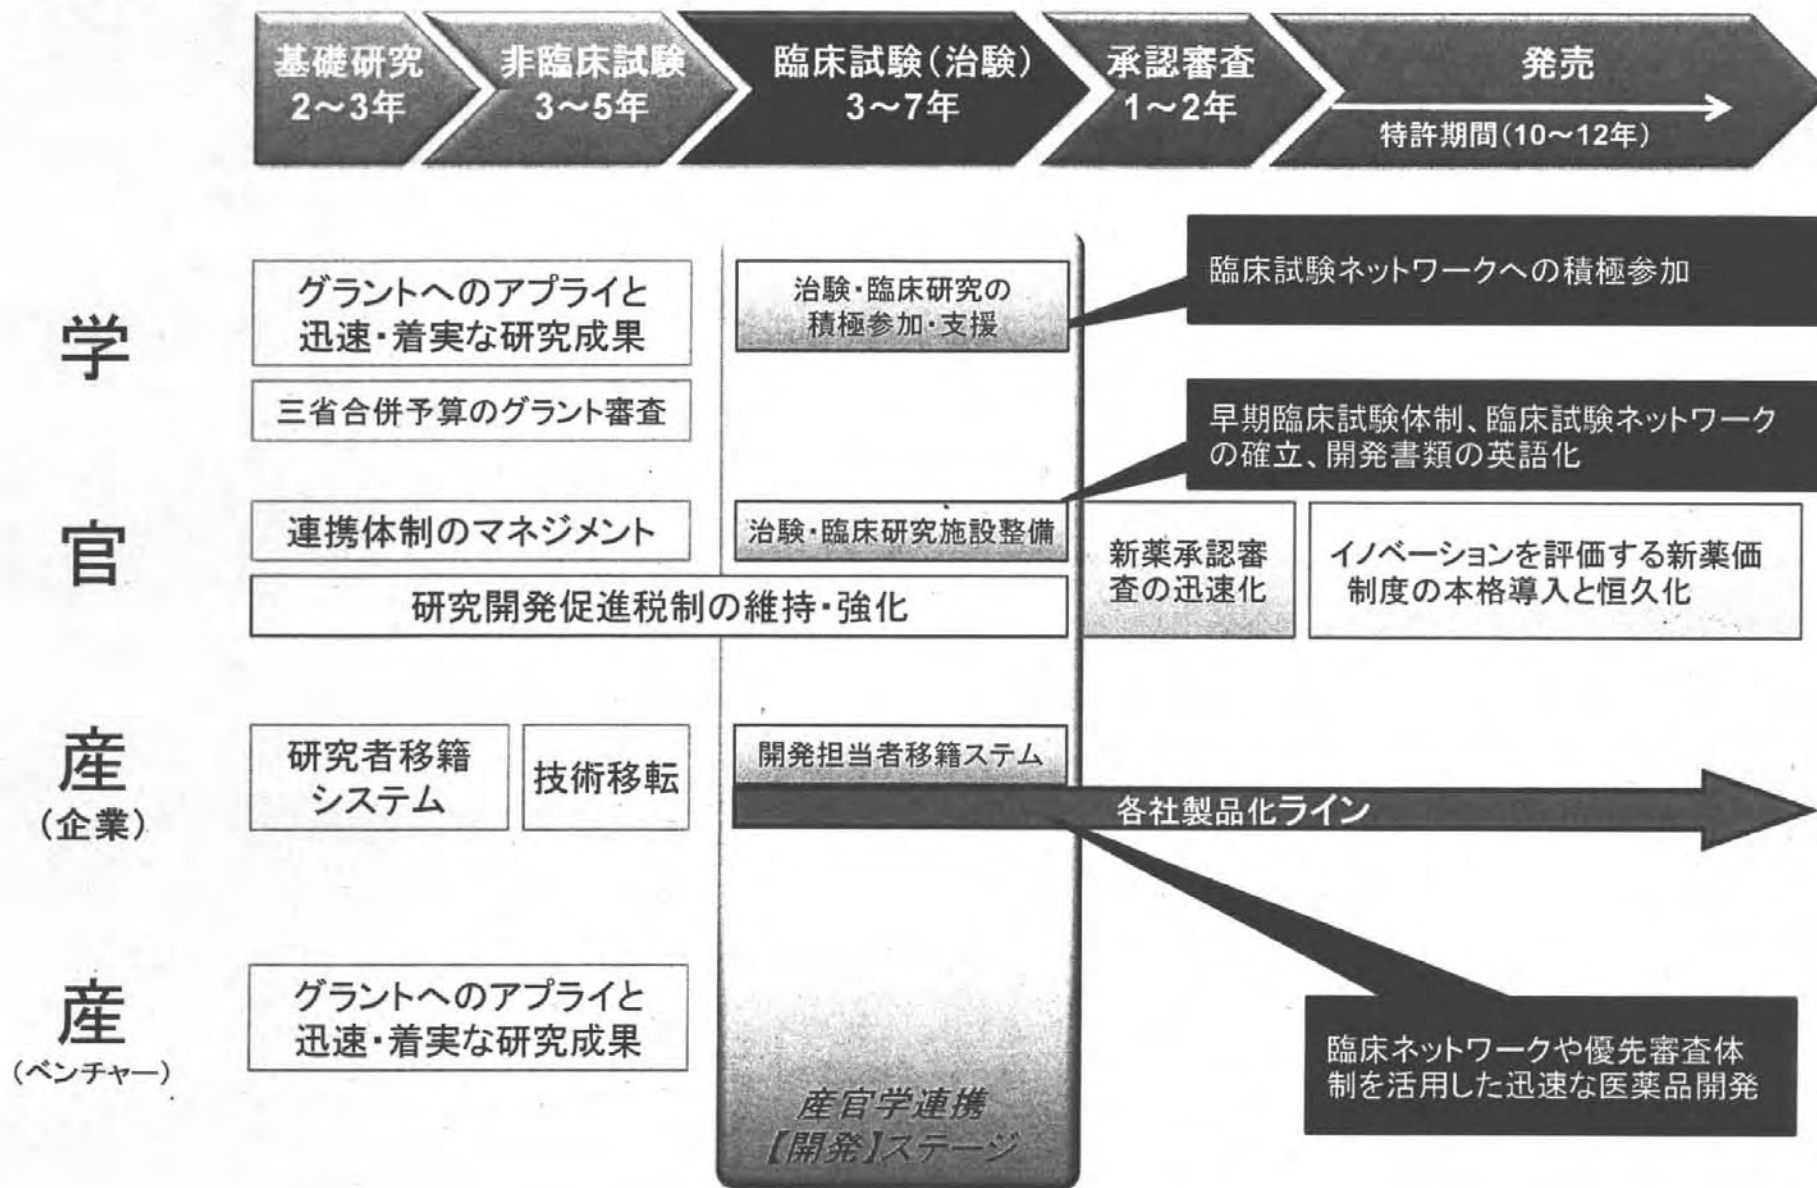 基礎研究
2～3年
非臨床試験
3～5年
臨床試験(治験)
3～7年
承認審査
1～2年
発売
特許期間(10～12年)
学
グラントへのアプライと
迅速・着実な研究成果
治験・臨床研究の
積極参加・支援
臨床試験ネットワークへの積極参加
三省合併予算のグラント審査
早期臨床試験体制、臨床試験ネットワーク
の確立、開発書類の英語化
官
連携体制のマネジメント
治験・臨床研究施設整備
新薬承認審
査の迅速化
イノベーションを評価する新薬価
制度の本格導入と恒久化
研究開発促進税制の維持・強化
産
(企業)
研究者移籍
システム
技術移転
開発担当者移籍ステム
各社製品化ライン
産
(ベンチャー)
グラントへのアプライと
迅速・着実な研究成果
臨床ネットワークや優先審査体
制を活用した迅速な医薬品開発
産官学連携
【開発】ステージ